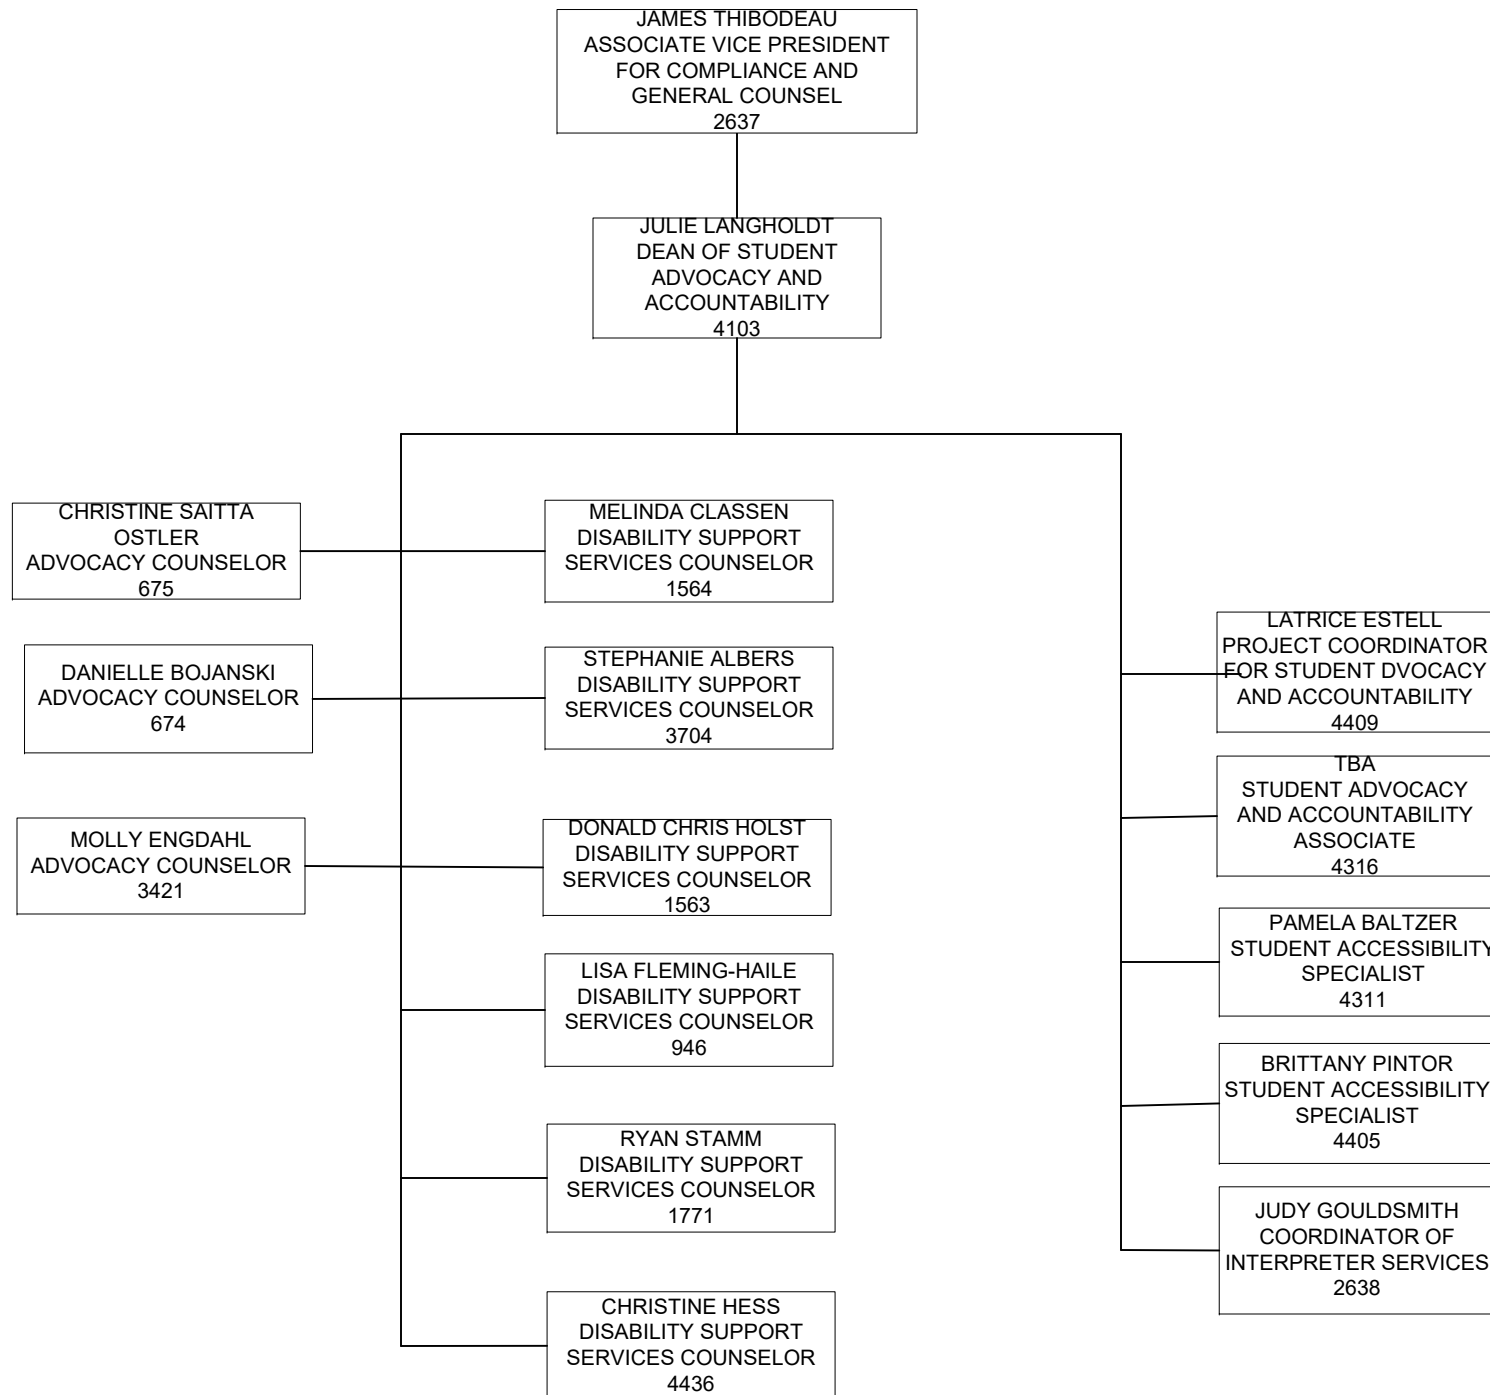 JAMES THIBODEAU
ASSOCIATE VICE PRESIDENT
FOR COMPLIANCE AND
GENERAL COUNSEL
2637
JULIE LANGHOLDT
DEAN OF STUDENT
ADVOCACY AND
ACCOUNTABILITY
4103
CHRISTINE SAITTA
OSTLER
ADVOCACY COUNSELOR
675
DANIELLE BOJANSKI
ADVOCACY COUNSELOR
674
MOLLY ENGDAHL
ADVOCACY COUNSELOR
3421
MELINDA CLASSEN
DISABILITY SUPPORT
SERVICES COUNSELOR
1564
STEPHANIE ALBERS
DISABILITY SUPPORT
SERVICES COUNSELOR
3704
DONALD CHRIS HOLST
DISABILITY SUPPORT
SERVICES COUNSELOR
1563
LISA FLEMING-HAILE
DISABILITY SUPPORT
SERVICES COUNSELOR
946
RYAN STAMM
DISABILITY SUPPORT
SERVICES COUNSELOR
1771
CHRISTINE HESS
DISABILITY SUPPORT
SERVICES COUNSELOR
4436
LATRICE ESTELL
PROJECT COORDINATOR
FOR STUDENT DVOCACY
AND ACCOUNTABILITY
4409
TBA
STUDENT ADVOCACY
AND ACCOUNTABILITY
ASSOCIATE
4316
PAMELA BALTZER
STUDENT ACCESSIBILITY
SPECIALIST
4311
BRITTANY PINTOR
STUDENT ACCESSIBILITY
SPECIALIST
4405
JUDY GOULDSMITH
COORDINATOR OF
INTERPRETER SERVICES
2638